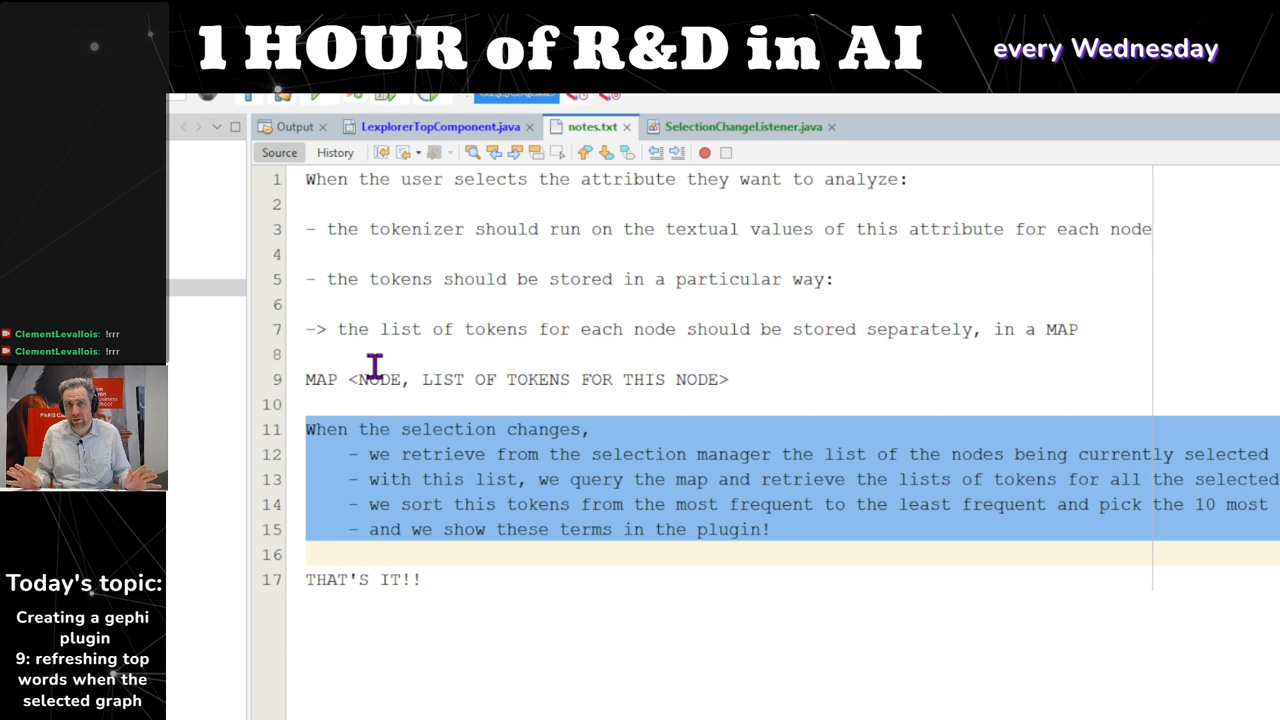 1 HOUR of R&D in AI
every Wednesday
Output
LexplorerTopComponent.java
notes.txt
SelectionChangeListener.java
Source
History
1 When the user selects the attribute they want to analyze:
2
3 - the tokenizer should run on the textual values of this attribute for each node
4
5 - the tokens should be stored in a particular way:
6
7 -> the list of tokens for each node should be stored separately, in a MAP
8
9 MAP <NODE, LIST OF TOKENS FOR THIS NODE>
10
11 When the selection changes,
12 - we retrieve from the selection manager the list of the nodes being currently selected
13 - with this list, we query the map and retrieve the lists of tokens for all the selected
14 - we sort this tokens from the most frequent to the least frequent and pick the 10 most
15 - and we show these terms in the plugin!
16
17 THAT'S IT!!
ClementLevallois: !rrr
ClementLevallois: !rrr
PARIS
Today's topic:
Creating a gephi
plugin
9: refreshing top
words when the
selected graph